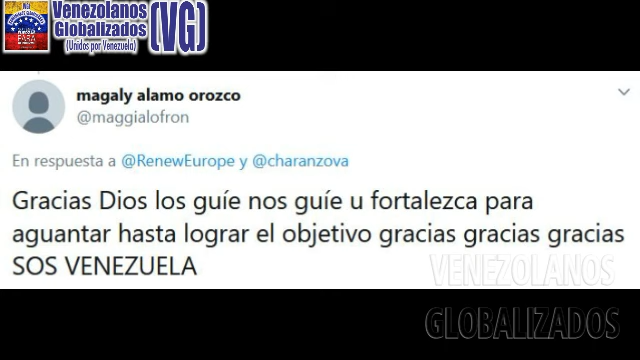 Venezolanos
Globalizados
(Unidos por Venezuela)
(VG)
magaly alamo orozco
@maggialofron
En respuesta a @RenewEurope y @charanzova
Gracias Dios los guíe nos guíe u fortalezca para
aguantar hasta lograr el objetivo gracias gracias gracias
SOS VENEZUELA
VENEZOLANOS
GLOBALIZADOS